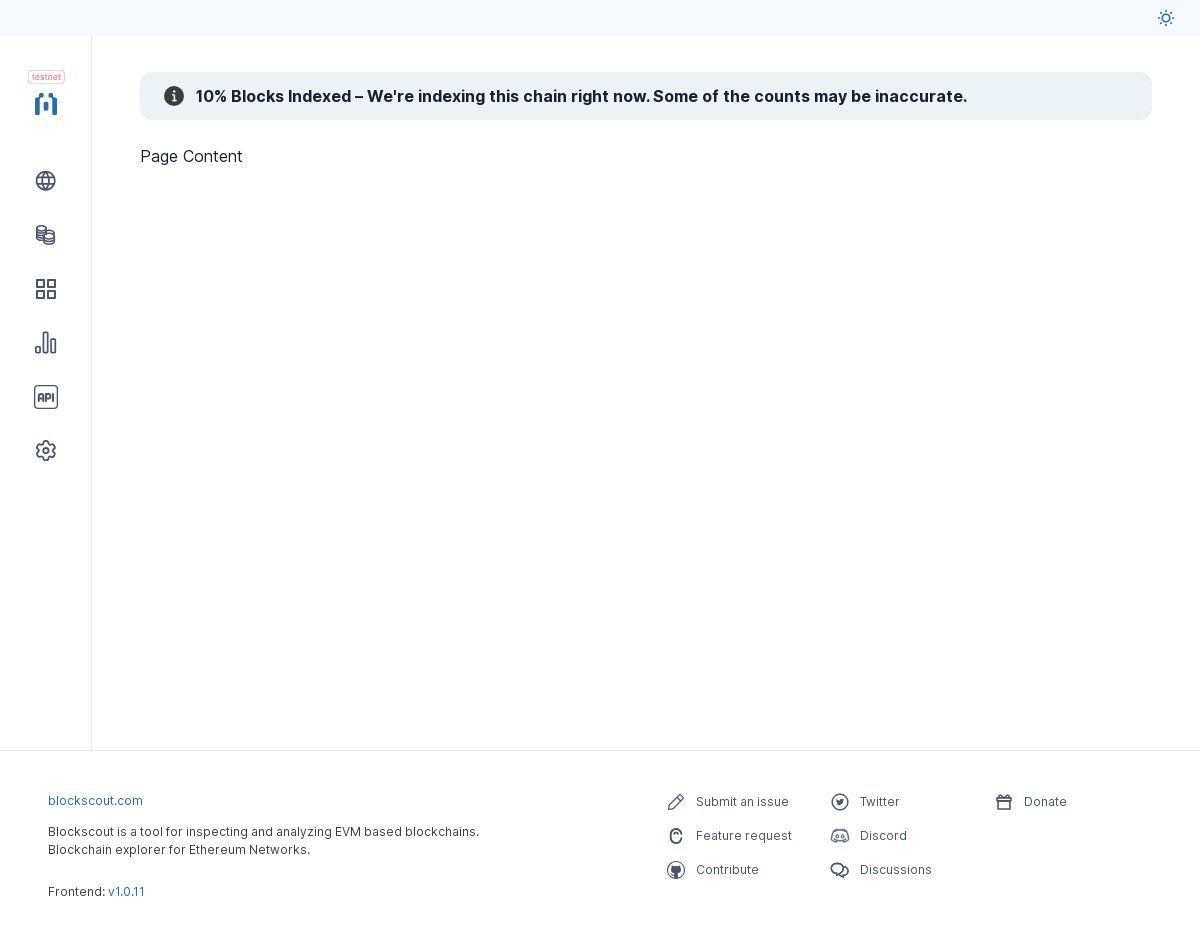 testnet
10% Blocks Indexed – We're indexing this chain right now. Some of the counts may be inaccurate.
Page Content
API
blockscout.com
Blockscout is a tool for inspecting and analyzing EVM based blockchains.
Blockchain explorer for Ethereum Networks.
Frontend: v1.0.11
Submit an issue
Feature request
Contribute
Twitter
Discord
Discussions
Donate